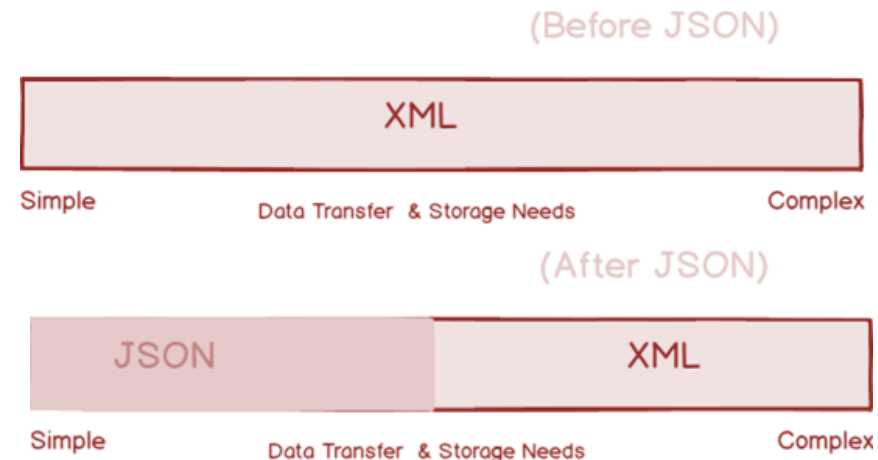 (Before JSON)
XML
Simple Data Transfer & Storage Needs Complex
(After JSON)
JSON XML
Simple Data Transfer & Storage Needs Complex